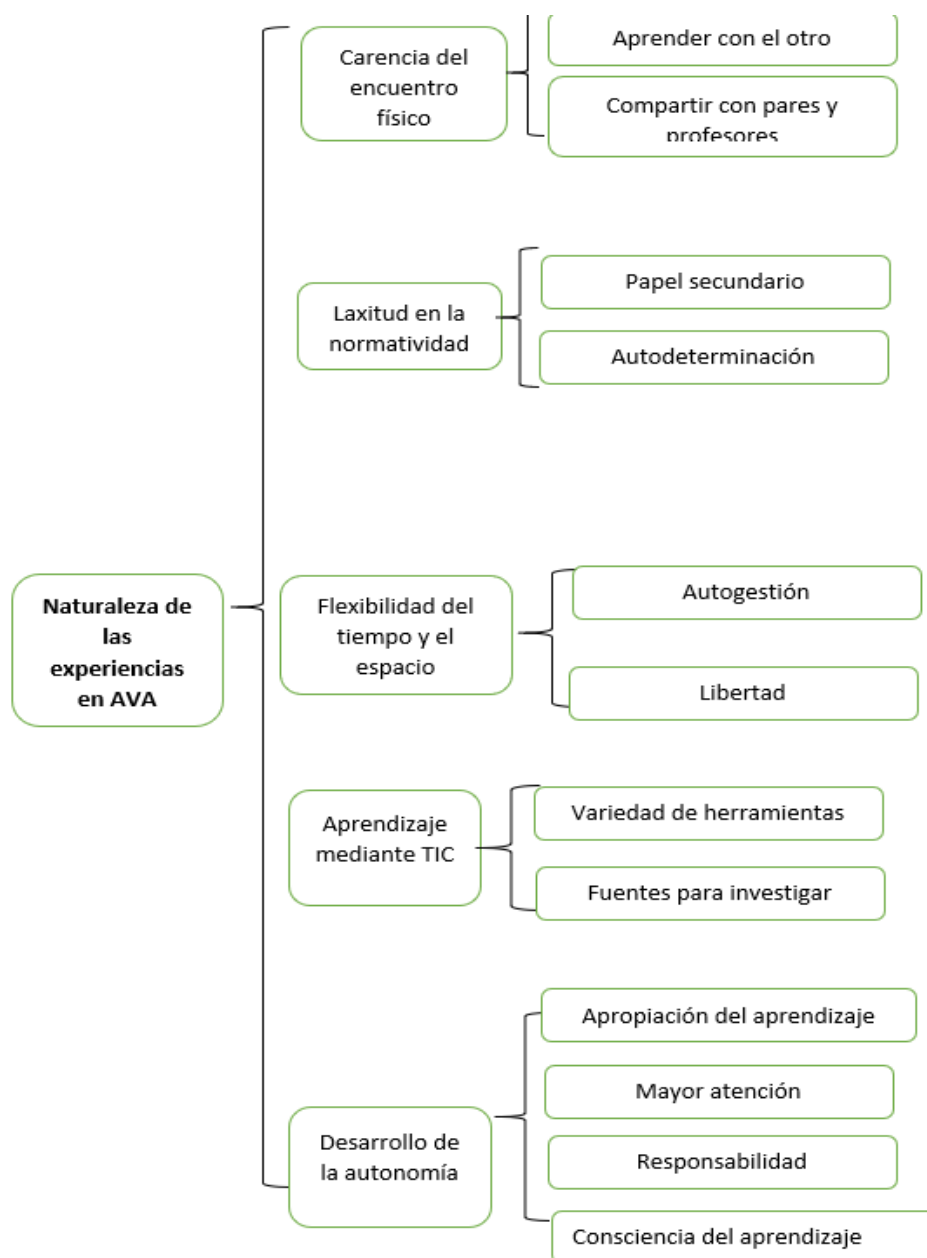 Carencia del
encuentro
físico
Aprender con el otro
Compartir con pares y
profesores
Laxitud en la
normatividad
Papel secundario
Autodeterminación
Naturaleza de
las
experiencias
en AVA
Flexibilidad del
tiempo y el
espacio
Autogestión
Libertad
Aprendizaje
mediante TIC
Variedad de herramientas
Fuentes para investigar
Desarrollo de
la autonomía
Apropiación del aprendizaje
Mayor atención
Responsabilidad
Consciencia del aprendizaje